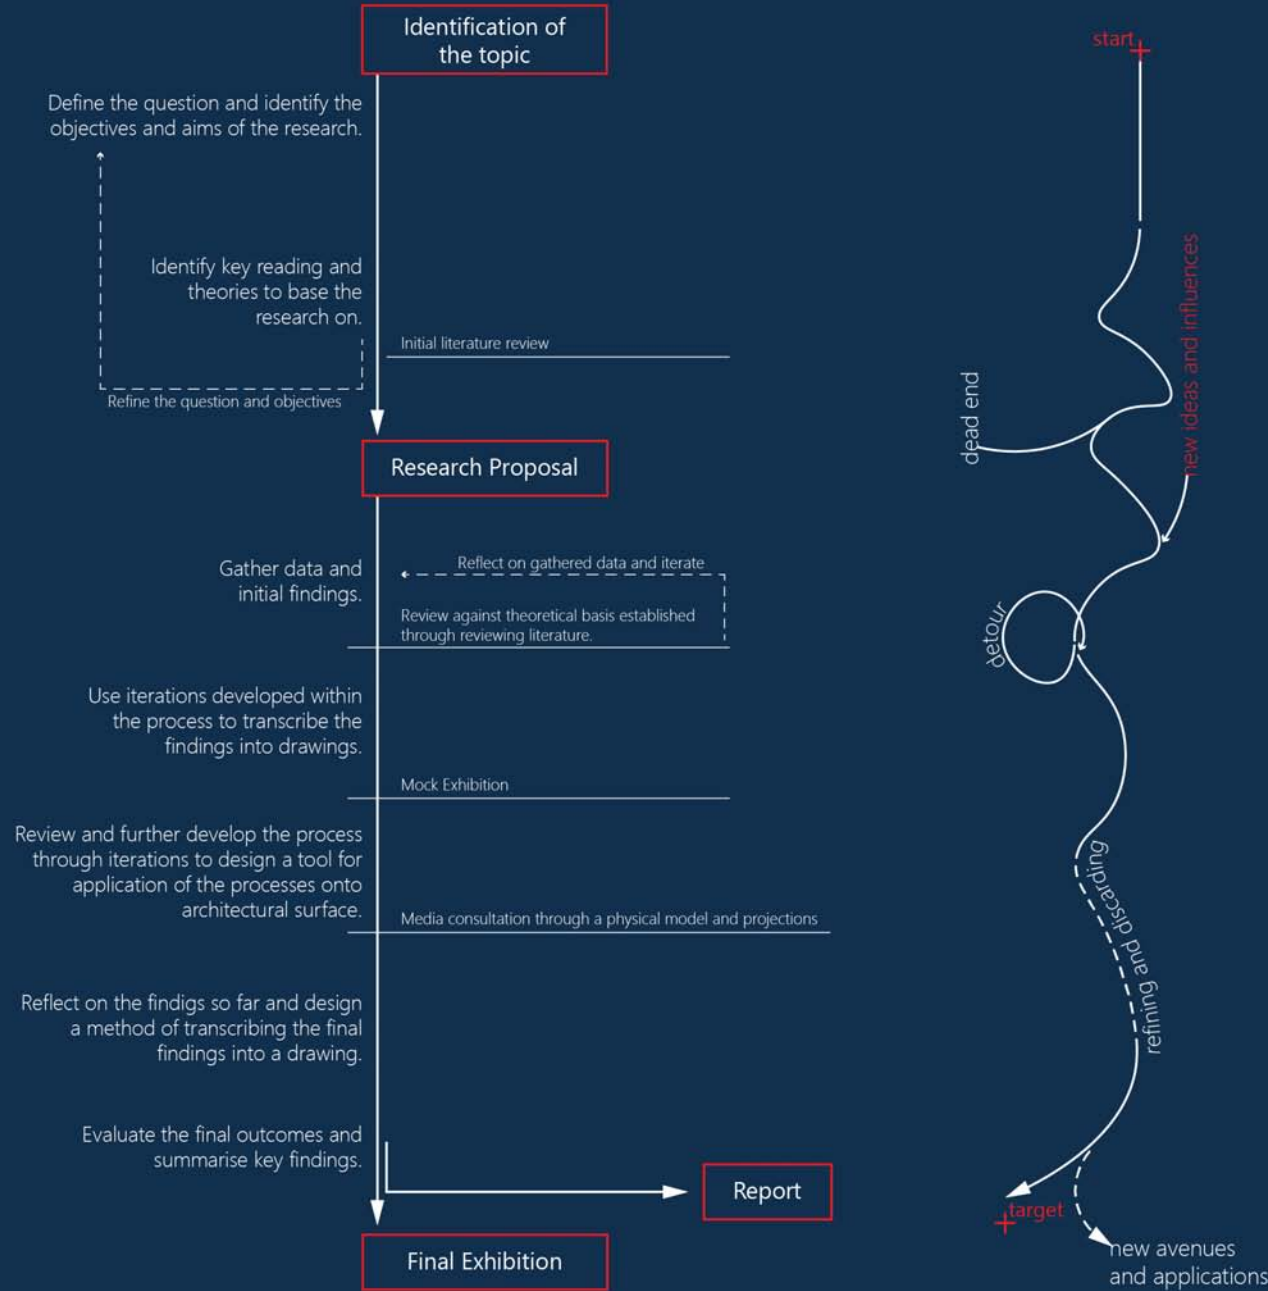 Identification of
the topic
Define the question and identify the
objectives and aims of the research.
Identify key reading and
theories to base the
research on.
Initial literature review
Refine the question and objectives
Research Proposal
Gather data and
initial findings.
Reflect on gathered data and iterate
Review against theoretical basis established
through reviewing literature.
Use iterations developed within
the process to transcribe the
findings into drawings.
Mock Exhibition
Review and further develop the process
through iterations to design a tool for
application of the processes onto
architectural surface.
Media consultation through a physical model and projections
Reflect on the findigs so far and design
a method of transcribing the final
findings into a drawing.
Evaluate the final outcomes and
summarise key findings.
Report
Final Exhibition
start
new ideas and influences
dead end
detour
refining and discarding
target
new avenues
and applications